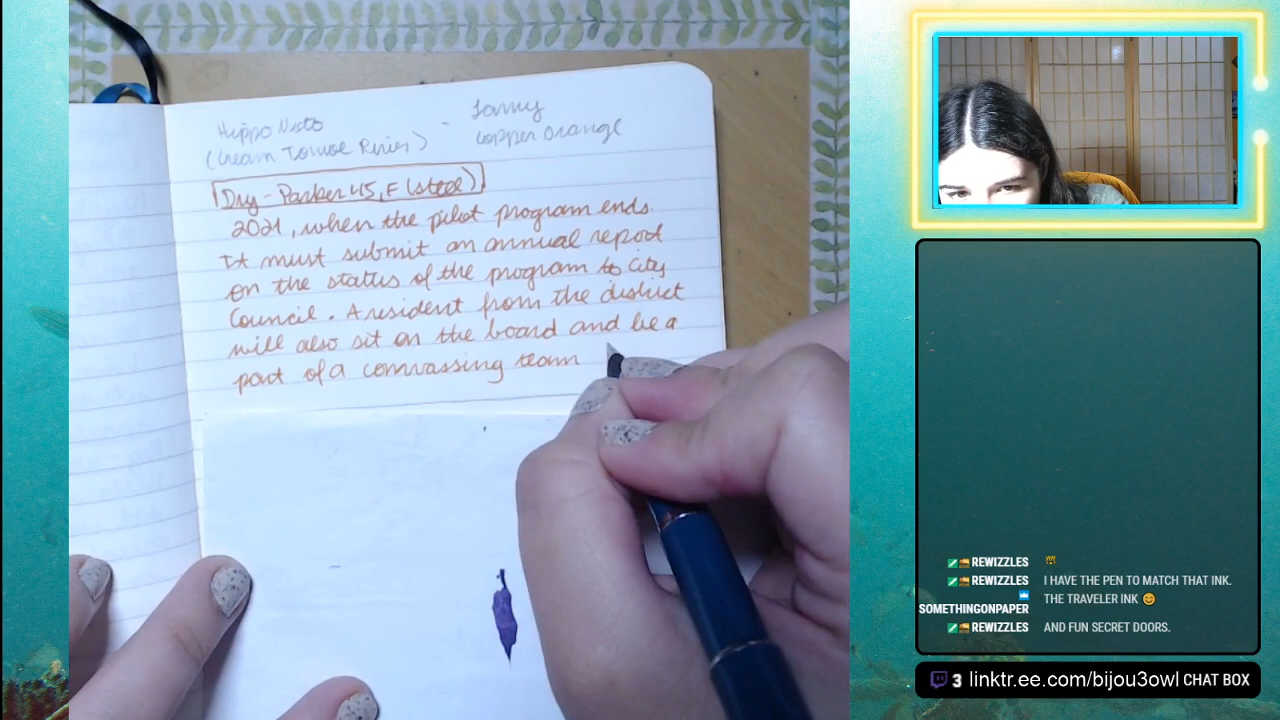 Hippo Noto
(Cream Tomoe River) - Lamy
Copper Orange
Dry - Parker 45, F (steel)
2021, when the pilot program ends.
It must submit an annual report
on the status of the program to City
Council. A resident from the district
will also sit on the board and be a
part of a canvassing team
REWIZZLES
REWIZZLES I HAVE THE PEN TO MATCH THAT INK.
SOMETHINGONPAPER THE TRAVELER INK 😊
REWIZZLES AND FUN SECRET DOORS.
3 linktr.ee.com/bijou3owl CHAT BOX